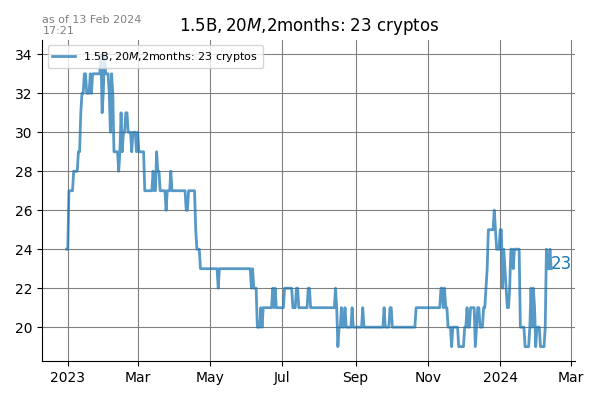 as of 13 Feb 2024
17:21
1.5B, 20M,2months: 23 cryptos
1.5B, 20M,2months: 23 cryptos
34
32
30
28
26
24
22
20
23
2023
Mar
May
Jul
Sep
Nov
2024
Mar